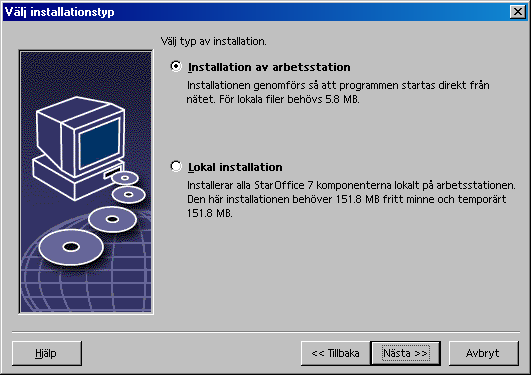 Välj installationstyp
Välj typ av installation.
Installation av arbetsstation
Installationen genomförs så att programmen startas direkt från
nätet. För lokala filer behövs 5.8 MB.
Lokal installation
Installerar alla StarOffice 7 komponenterna lokalt på arbetsstationen.
Den här installationen behöver 151.8 MB fritt minne och temporärt
151.8 MB.
Hjälp
<< Tillbaka
Nästa >>
Avbryt